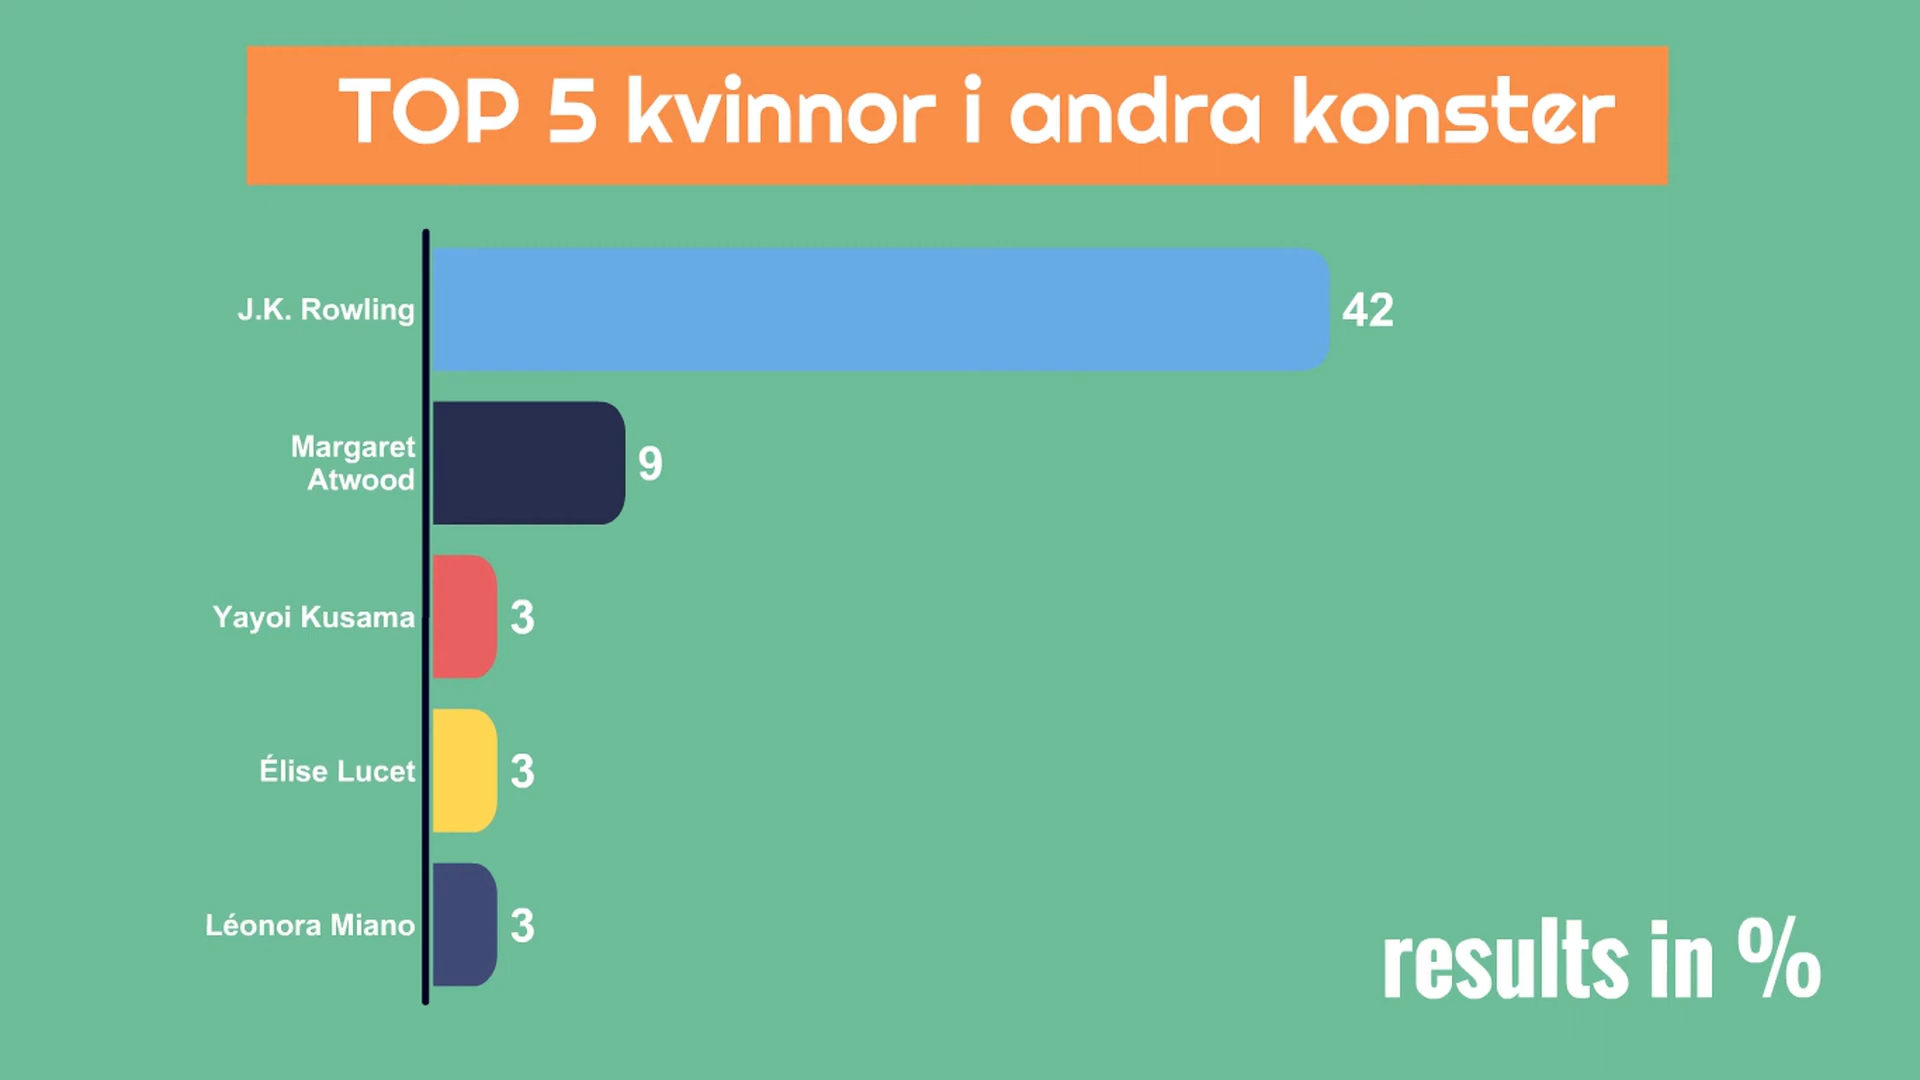 TOP 5 kvinnor i andra konster
J.K. Rowling
42
Margaret
Atwood
9
Yayoi Kusama
3
Élise Lucet
3
Léonora Miano
3
results in %